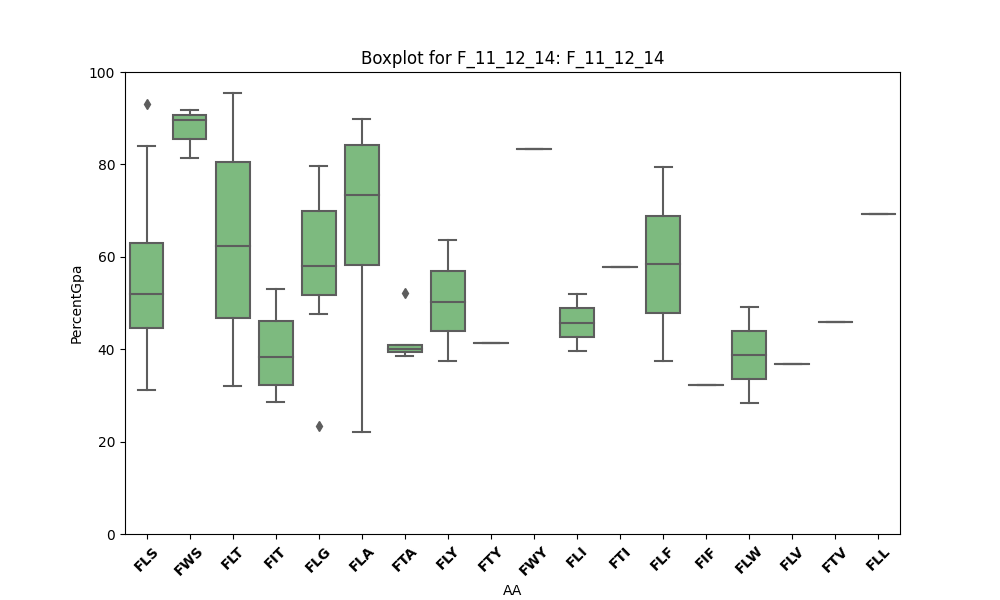 Boxplot for F_11_12_14: F_11_12_14
PercentGpa
100
80
60
40
20
0
FLS FWS FLT FIT FLG FLA FTA FLY FTY FWY FLI FTI FLF FIF FLW FLV FTV FLL
AA